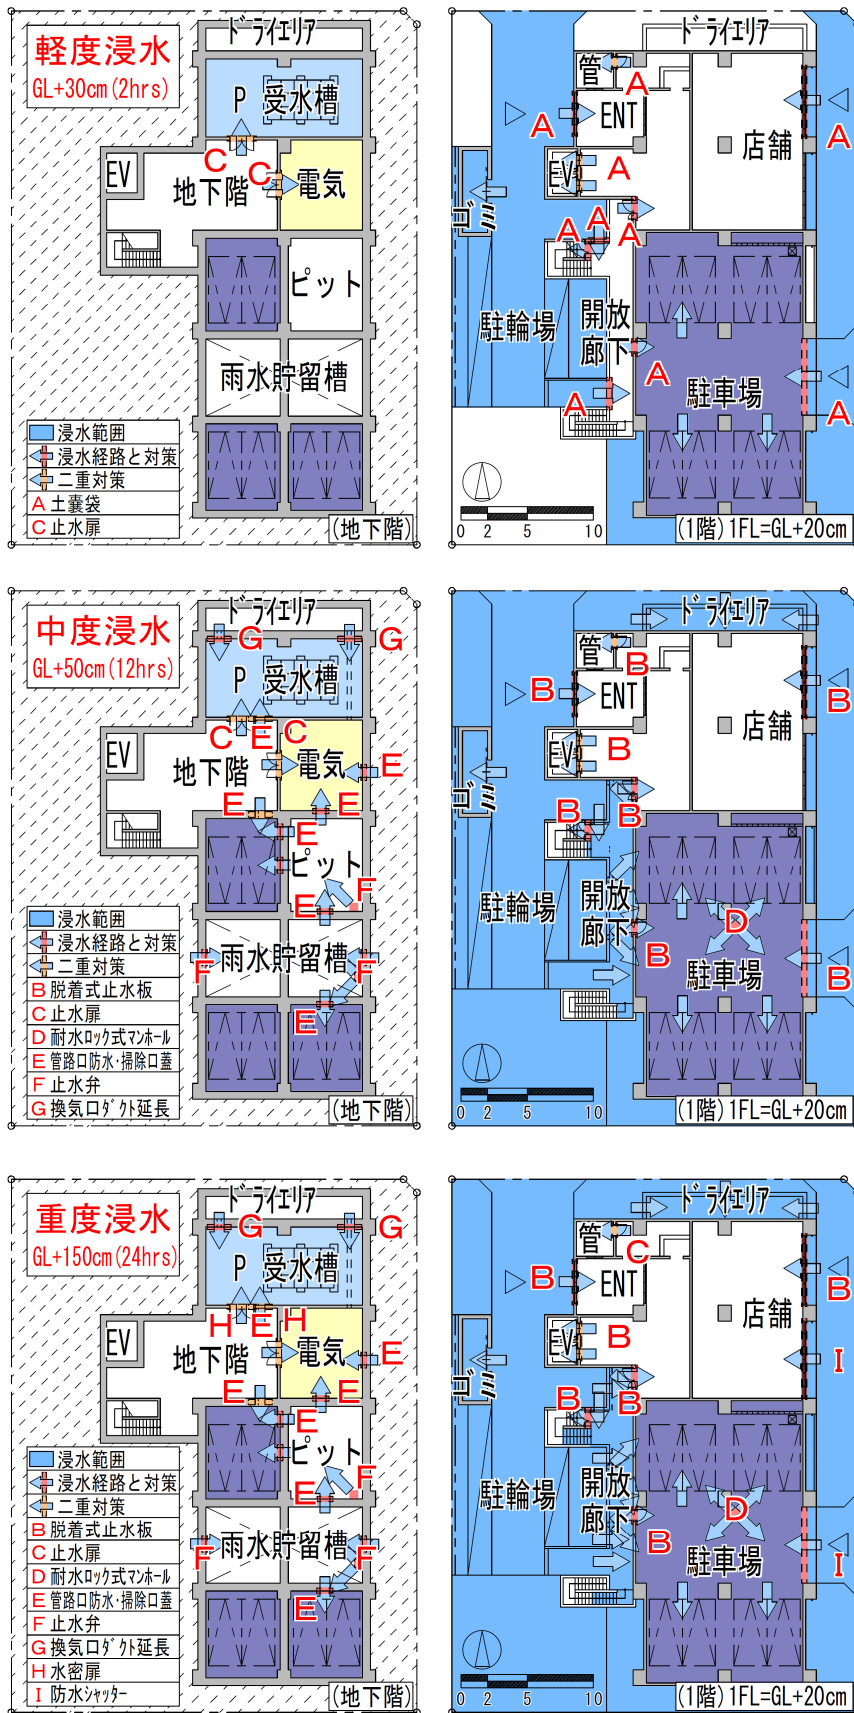 軽度浸水
GL+30cm(2hrs)
ドライエリア
P 受水槽
C
C
EV
地下階
電気
ピット
雨水貯留槽
浸水範囲
浸水経路と対策
二重対策
A 土嚢袋
C 止水扉
(地下階)
ドライエリア
管
A
ENT
A
店舗
A
EV
A
ゴミ
A
A
A
駐輪場
開放
廊下
A
駐車場
A
A
0 2 5 10
(1階)1FL=GL+20cm
中度浸水
GL+50cm(12hrs)
ドライエリア
G
G
P 受水槽
C
E
C
EV
地下階
電気
E
E
E
E
ピット
E
F
雨水貯留槽
F
F
E
浸水範囲
浸水経路と対策
二重対策
B 脱着式止水板
C 止水扉
D 耐水ロック式マンホール
E 管路口防水・掃除口蓋
F 止水弁
G 換気口ダクト延長
(地下階)
ドライエリア
管
B
B
ENT
B
店舗
EV
B
ゴミ
B
B
駐輪場
開放
廊下
D
B
駐車場
B
0 2 5 10
(1階)1FL=GL+20cm
重度浸水
GL+150cm(24hrs)
ドライエリア
G
G
P 受水槽
H
E
H
EV
地下階
電気
E
E
E
E
ピット
E
F
雨水貯留槽
F
F
E
浸水範囲
浸水経路と対策
二重対策
B 脱着式止水板
C 止水扉
D 耐水ロック式マンホール
E 管路口防水・掃除口蓋
F 止水弁
G 換気口ダクト延長
H 水密扉
I 防水シャッター
(地下階)
ドライエリア
管
C
B
ENT
B
店舗
EV
B
I
ゴミ
B
B
駐輪場
開放
廊下
D
B
駐車場
I
0 2 5 10
(1階)1FL=GL+20cm